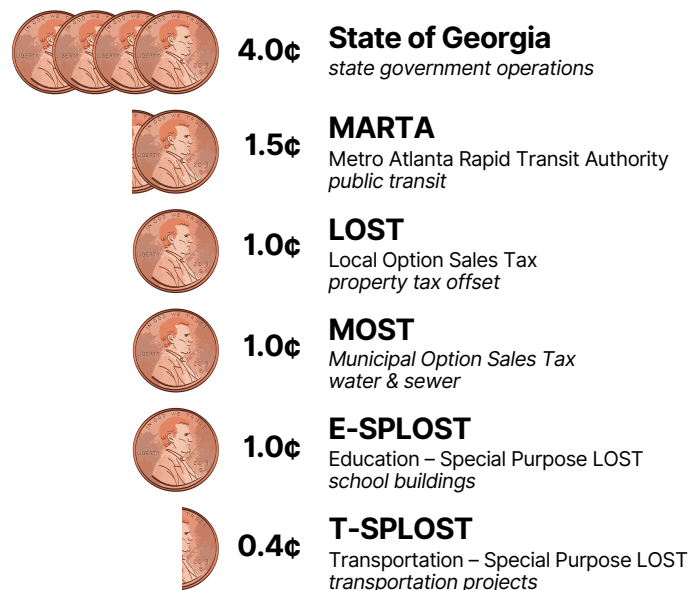 4.0¢
State of Georgia
state government operations
1.5¢
MARTA
Metro Atlanta Rapid Transit Authority
public transit
1.0¢
LOST
Local Option Sales Tax
property tax offset
1.0¢
MOST
Municipal Option Sales Tax
water & sewer
1.0¢
E-SPLOST
Education – Special Purpose LOST
school buildings
0.4¢
T-SPLOST
Transportation – Special Purpose LOST
transportation projects